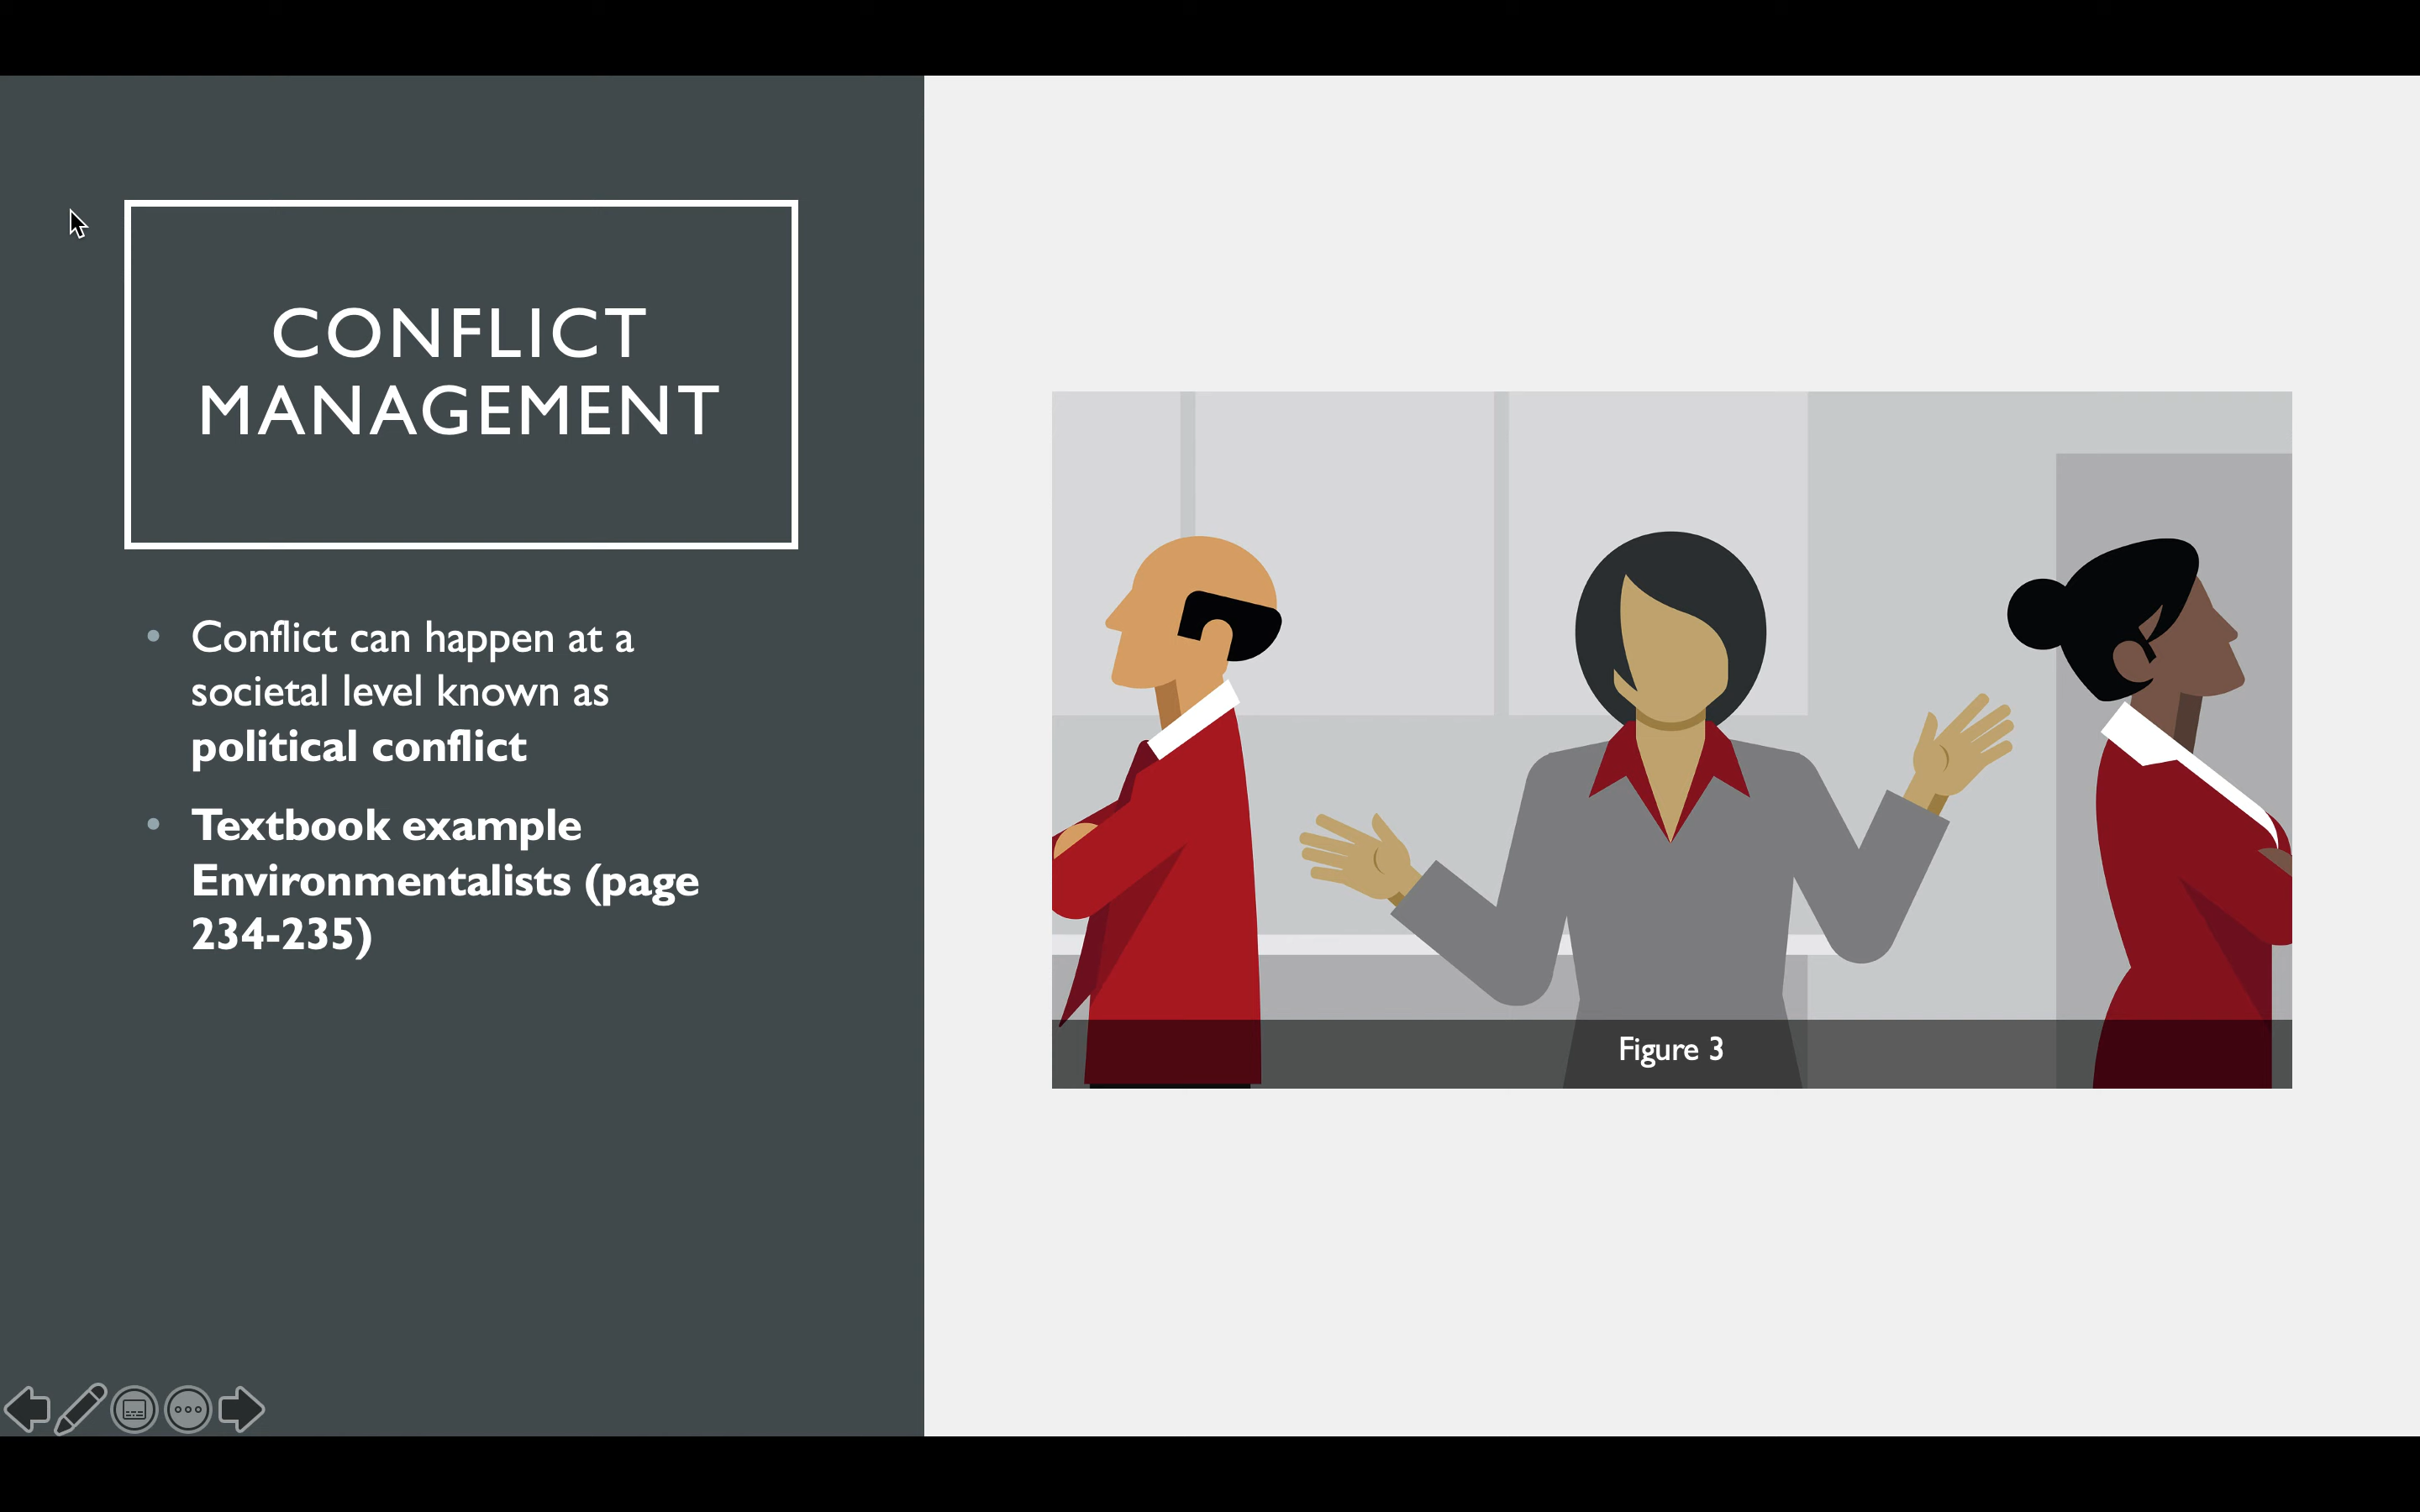 CONFLICT
MANAGEMENT
• Conflict can happen at a
societal level known as
political conflict
• Textbook example
Environmentalists (page
234-235)
Figure 3